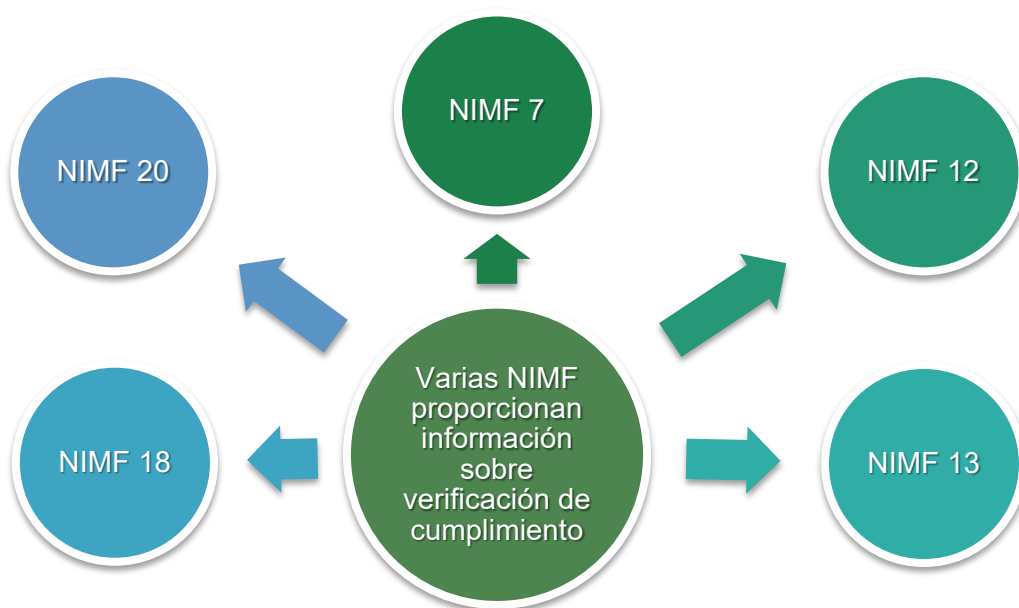 NIMF 7
NIMF 20
NIMF 12
Varias NIMF
proporcionan
información
sobre
verificación de
cumplimiento
NIMF 18
NIMF 13